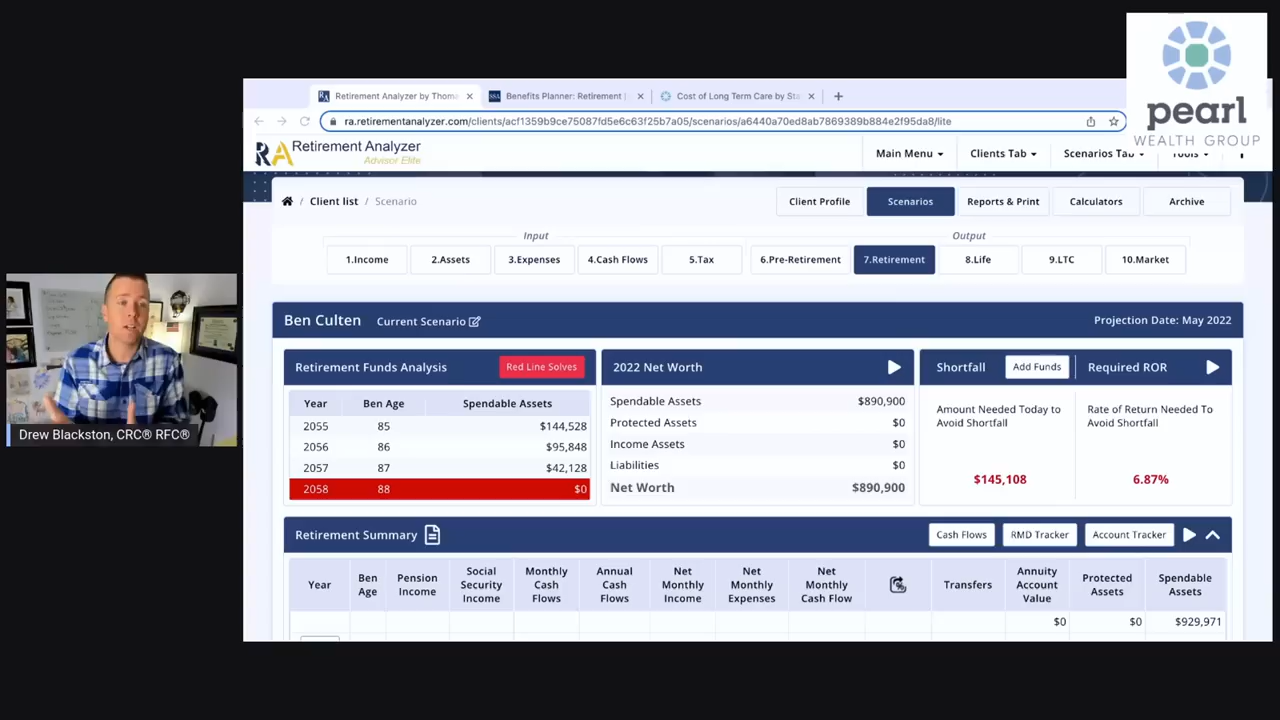 pearl
WEALTH GROUP
Retirement Analyzer by Thoma
Benefits Planner: Retirement |
Cost of Long Term Care by Sta
ra.retirementanalyzer.com/clients/acf1359b9ce75087fd5e6c63f25b7a05/scenarios/a6440a70ed8ab7869389b884e2f95da8/lite
RA Retirement Analyzer
Advisor Elite
Main Menu
Clients Tab
Scenarios Tab
Tools
/ Client list / Scenario
Client Profile
Scenarios
Reports & Print
Calculators
Archive
Input
Output
1.Income
2.Assets
3.Expenses
4.Cash Flows
5.Tax
6.Pre-Retirement
7.Retirement
8.Life
9.LTC
10.Market
Ben Culten Current Scenario
Projection Date: May 2022
Retirement Funds Analysis
Red Line Solves
Year Ben Age Spendable Assets
2055 85 $144,528
2056 86 $95,848
2057 87 $42,128
2058 88 $0
2022 Net Worth
Spendable Assets $890,900
Protected Assets $0
Income Assets $0
Liabilities $0
Net Worth $890,900
Shortfall
Add Funds
Required ROR
Amount Needed Today to
Avoid Shortfall
$145,108
Rate of Return Needed To
Avoid Shortfall
6.87%
Drew Blackston, CRC® RFC®
Retirement Summary
Cash Flows
RMD Tracker
Account Tracker
Year
Ben
Age
Pension
Income
Social
Security
Income
Monthly
Cash
Flows
Annual
Cash
Flows
Net
Monthly
Income
Net
Monthly
Expenses
Net
Monthly
Cash Flow
Transfers
Annuity
Account
Value
Protected
Assets
Spendable
Assets
$0 $0 $929,971